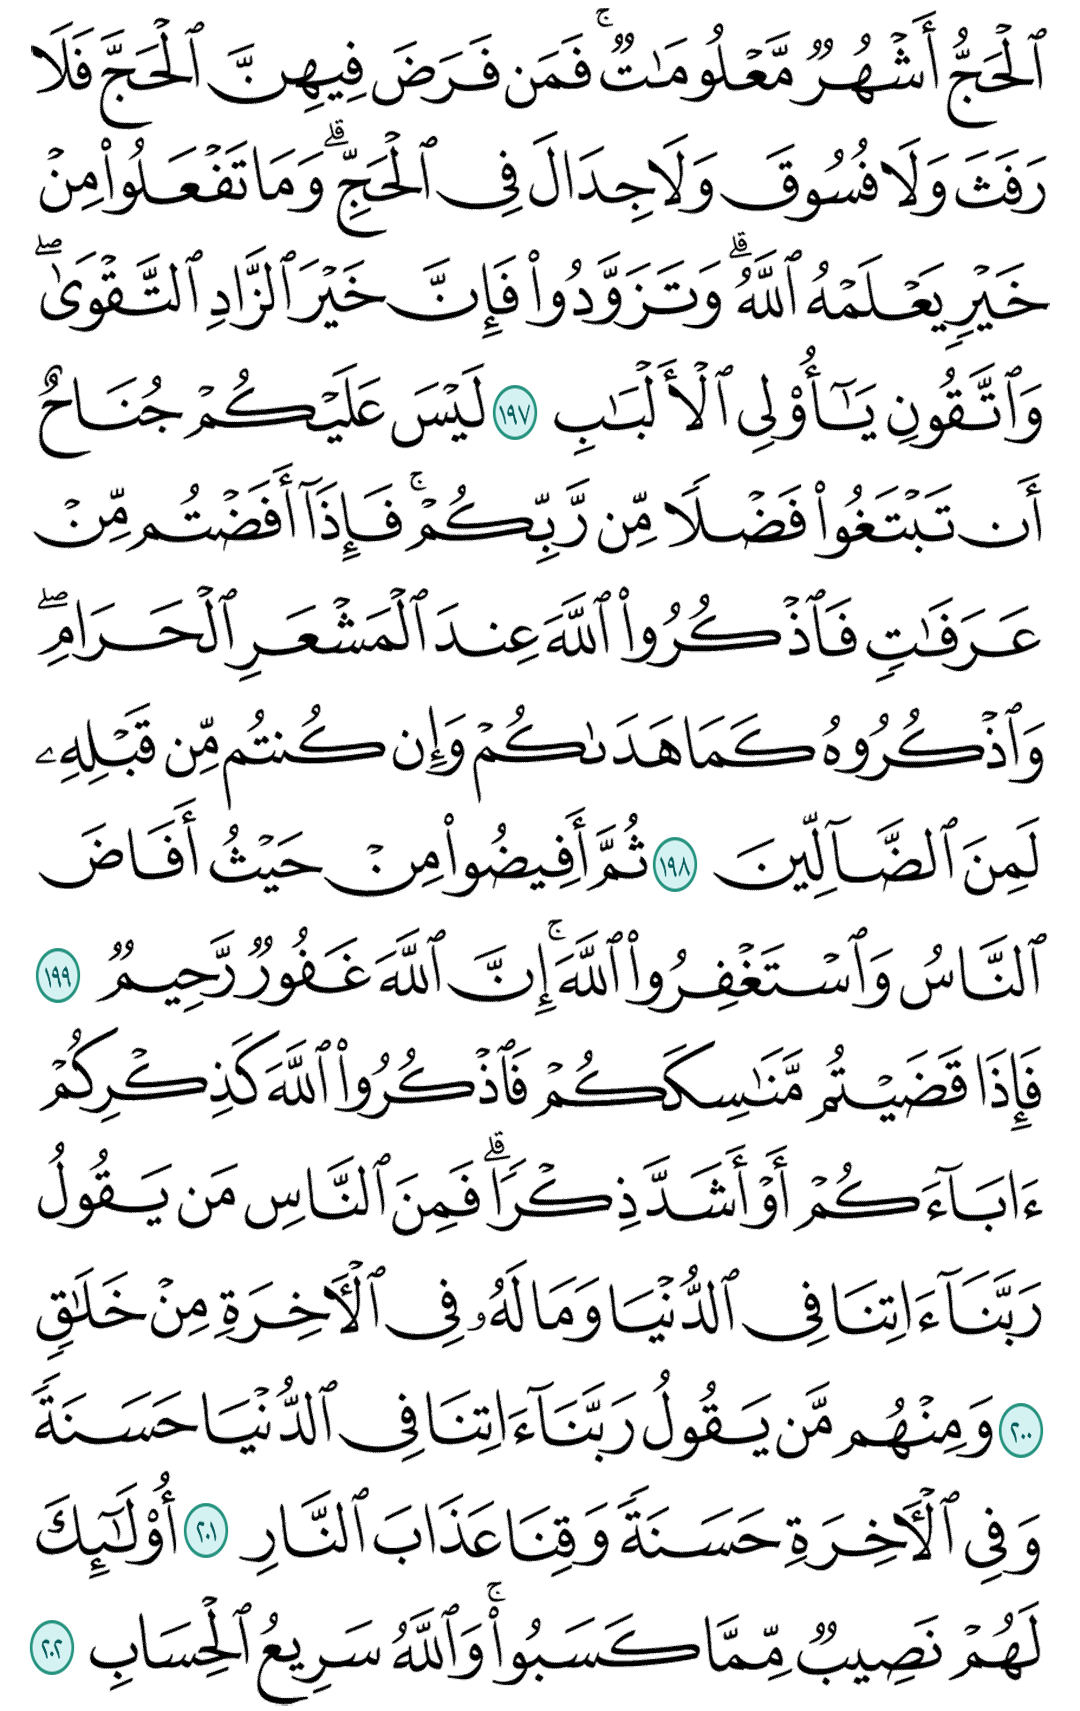 ٱلْحَجُّ أَشْهُرٌ مَّعْلُومَٰتٌ ۚ فَمَن فَرَضَ فِيهِنَّ ٱلْحَجَّ فَلَا
رَفَثَ وَلَا فُسُوقَ وَلَا جِدَالَ فِى ٱلْحَجِّ ۗ وَمَا تَفْعَلُوا۟ مِنْ
خَيْرٍ يَعْلَمْهُ ٱللَّهُ ۗ وَتَزَوَّدُوا۟ فَإِنَّ خَيْرَ ٱلزَّادِ ٱلتَّقْوَىٰ ۖ
وَٱتَّقُونِ يَٰٓأُو۟لِى ٱلْأَلْبَٰبِ ١٩٧ لَيْسَ عَلَيْكُمْ جُنَاحٌ
أَن تَبْتَغُوا۟ فَضْلًا مِّن رَّبِّكُمْ ۚ فَإِذَآ أَفَضْتُم مِّنْ
عَرَفَٰتٍ فَٱذْكُرُوا۟ ٱللَّهَ عِندَ ٱلْمَشْعَرِ ٱلْحَرَامِ ۖ
وَٱذْكُرُوهُ كَمَا هَدَىٰكُمْ وَإِن كُنتُم مِّن قَبْلِهِۦ
لَمِنَ ٱلضَّآلِّينَ ١٩٨ ثُمَّ أَفِيضُوا۟ مِنْ حَيْثُ أَفَاضَ
ٱلنَّاسُ وَٱسْتَغْفِرُوا۟ ٱللَّهَ ۚ إِنَّ ٱللَّهَ غَفُورٌ رَّحِيمٌ ١٩٩
فَإِذَا قَضَيْتُم مَّنَٰسِكَكُمْ فَٱذْكُرُوا۟ ٱللَّهَ كَذِكْرِكُمْ
ءَابَآءَكُمْ أَوْ أَشَدَّ ذِكْرًا ۗ فَمِنَ ٱلنَّاسِ مَن يَقُولُ
رَبَّنَآ ءَاتِنَا فِى ٱلدُّنْيَا وَمَا لَهُۥ فِى ٱلْءَاخِرَةِ مِنْ خَلَٰقٍ
٢٠٠ وَمِنْهُم مَّن يَقُولُ رَبَّنَآ ءَاتِنَا فِى ٱلدُّنْيَا حَسَنَةً
وَفِى ٱلْءَاخِرَةِ حَسَنَةً وَقِنَا عَذَابَ ٱلنَّارِ ٢٠١ أُو۟لَٰٓئِكَ
لَهُمْ نَصِيبٌ مِّمَّا كَسَبُوا۟ ۚ وَٱللَّهُ سَرِيعُ ٱلْحِسَابِ ٢٠٢